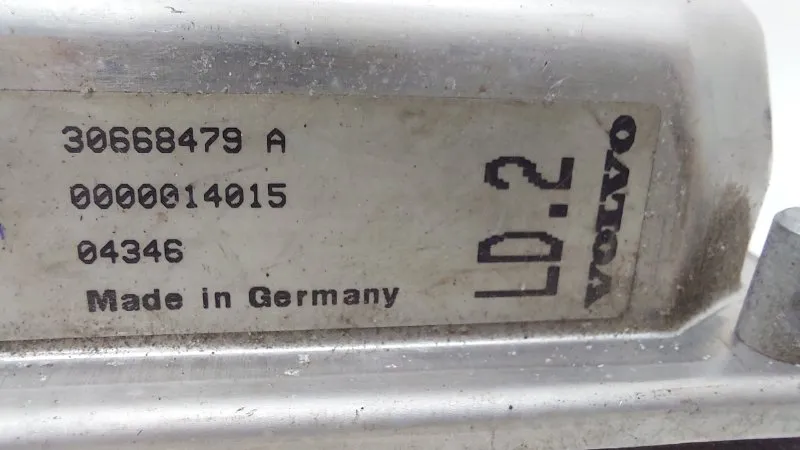 30668479 A
0000014015
04346
Made in Germany
LD.2
VOLVO